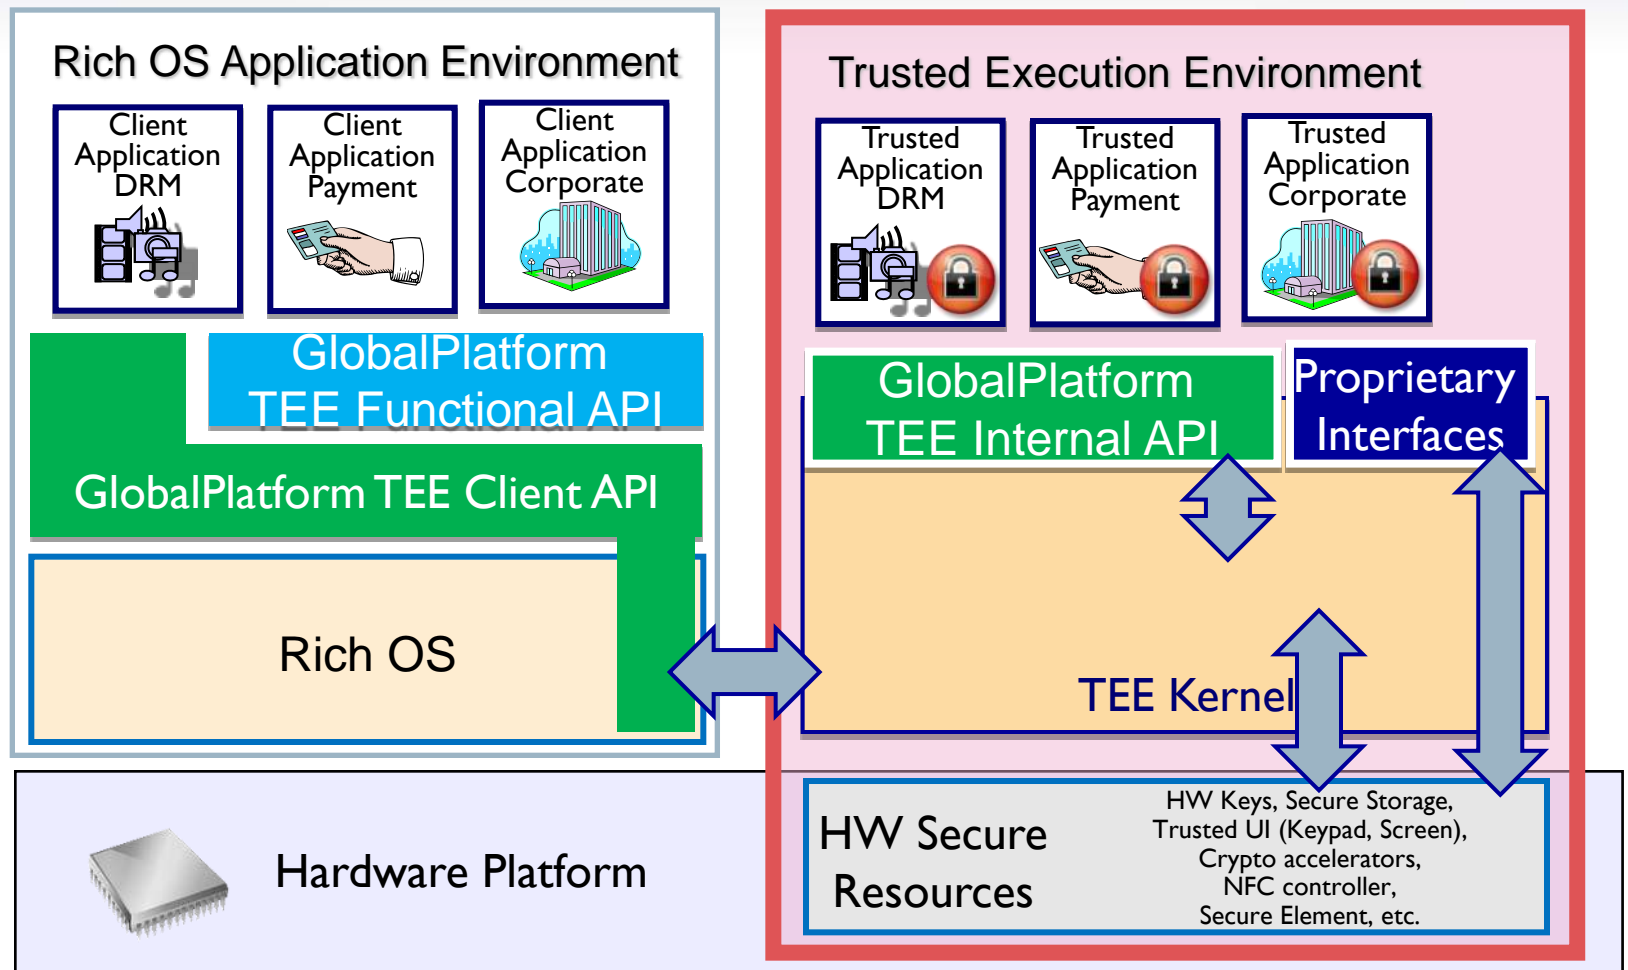 Rich OS Application Environment
Client
Application
DRM
Client
Application
Payment
Client
Application
Corporate
GlobalPlatform
TEE Functional API
GlobalPlatform TEE Client API
Rich OS
Trusted Execution Environment
Trusted
Application
DRM
Trusted
Application
Payment
Trusted
Application
Corporate
GlobalPlatform
TEE Internal API
Proprietary
Interfaces
TEE Kernel
Hardware Platform
HW Secure
Resources
HW Keys, Secure Storage,
Trusted UI (Keypad, Screen),
Crypto accelerators,
NFC controller,
Secure Element, etc.